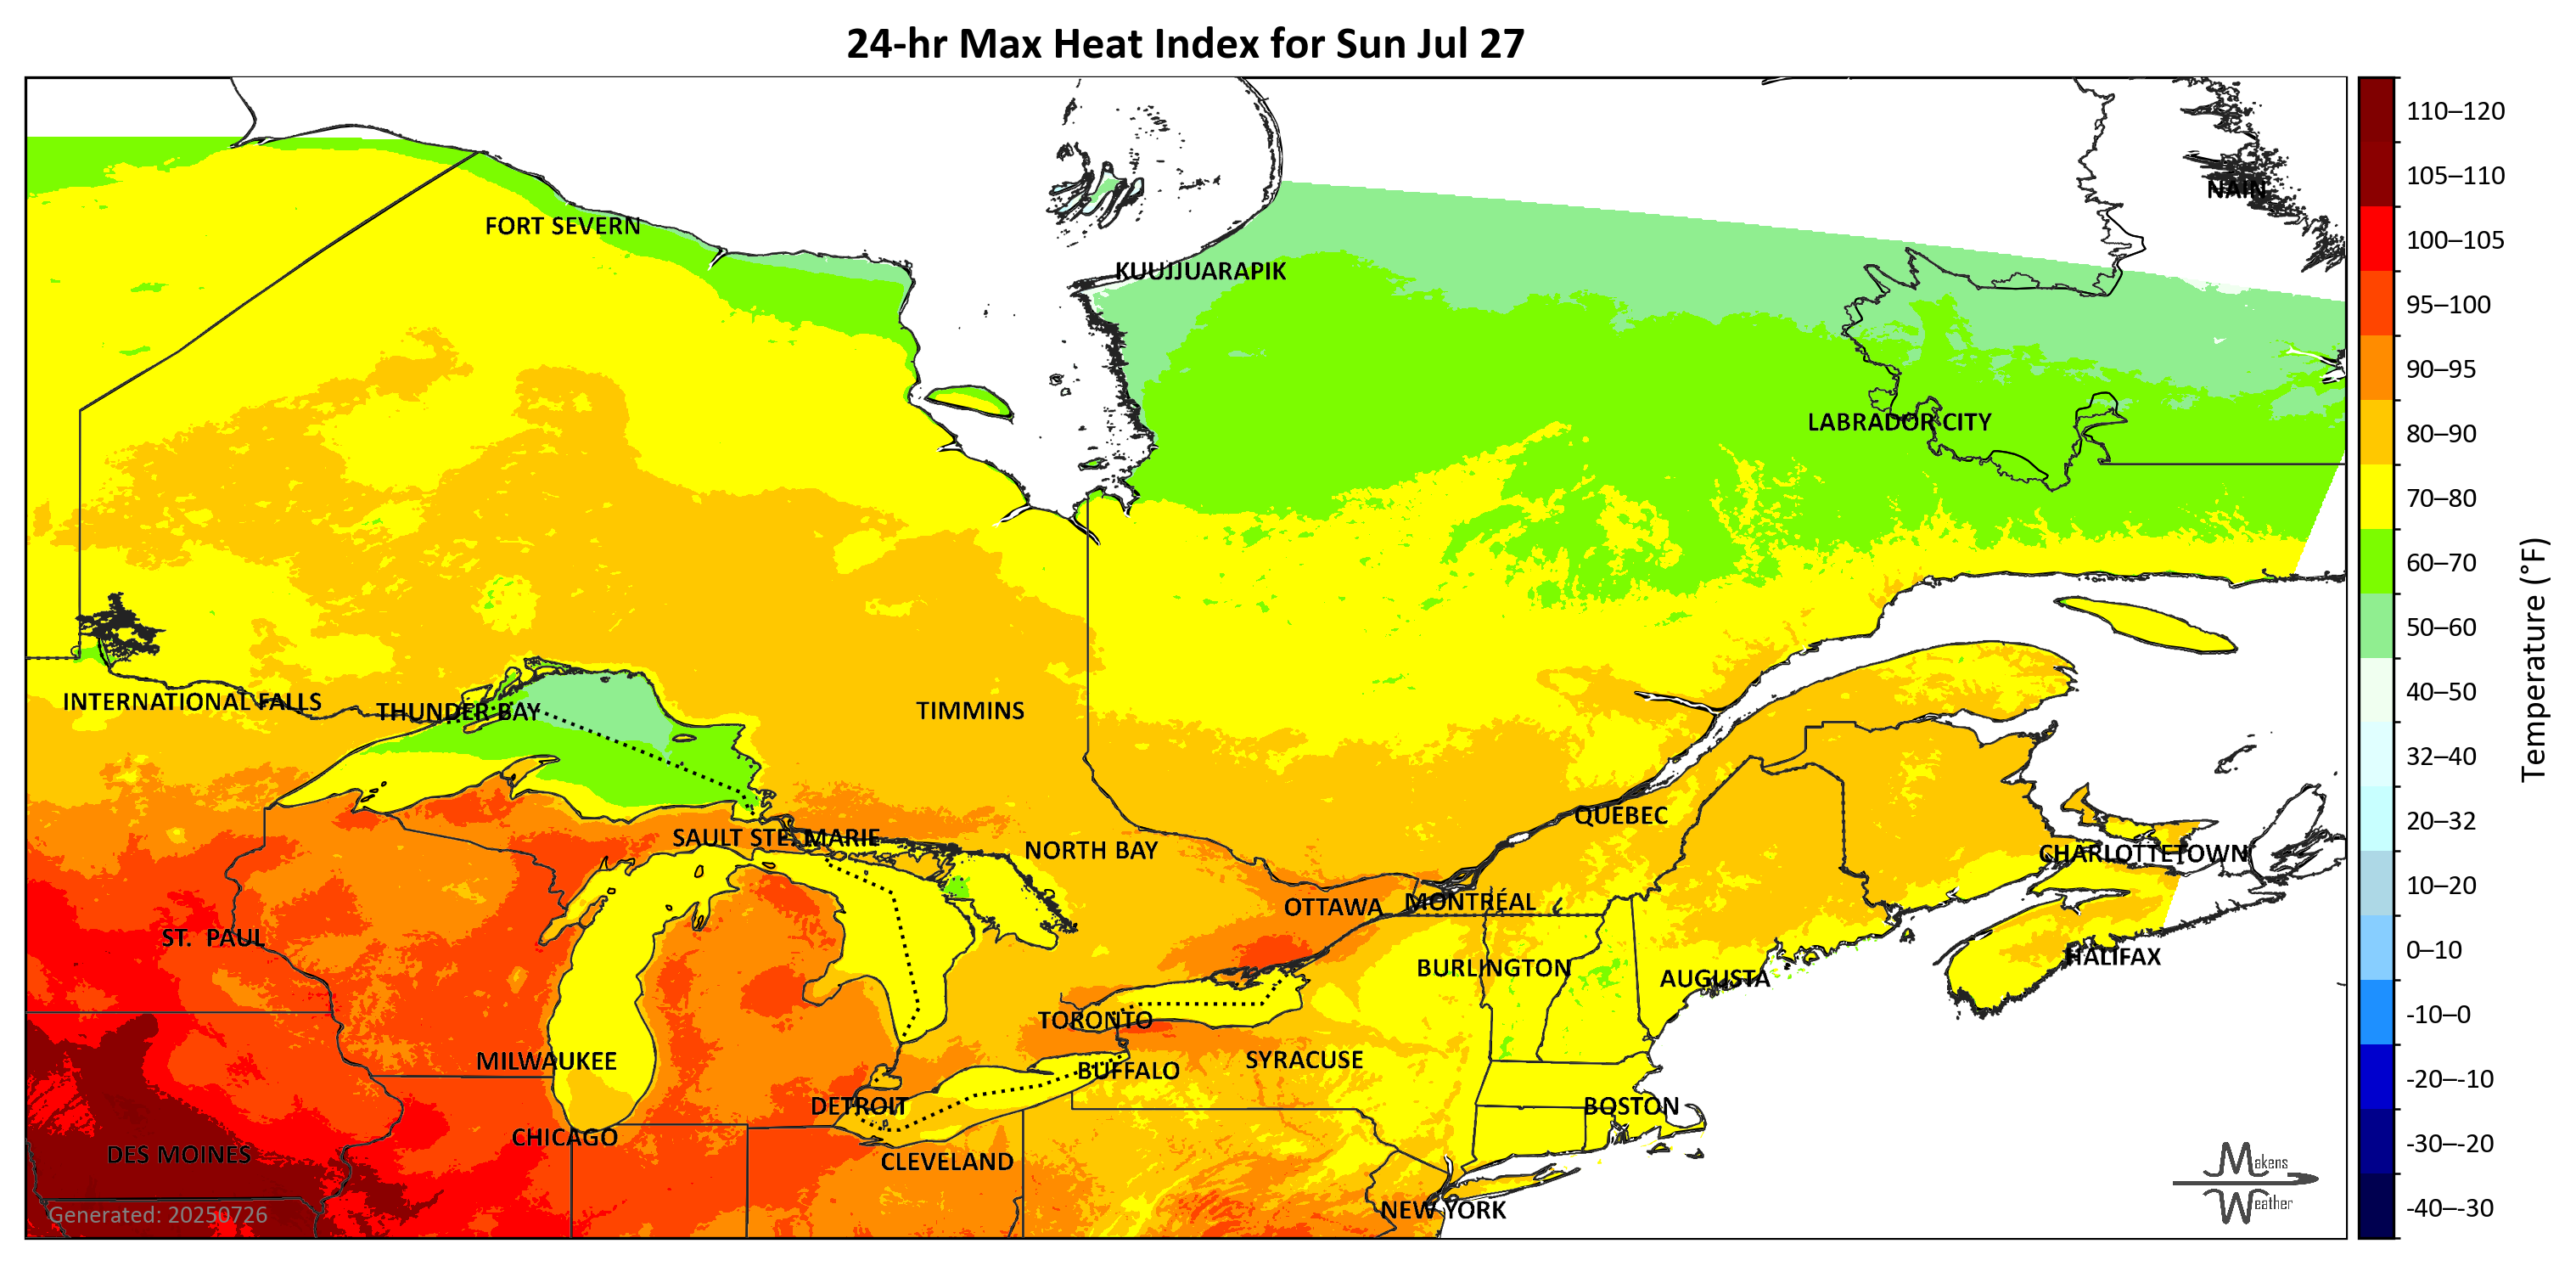 24-hr Max Heat Index for Sun Jul 27
110–120
105–110
NAIN
FORT SEVERN
100–105
KUUJJUARAPIK
95–100
90–95
LABRADOR CITY
80–90
70–80
60–70
50–60
Temperature (°F)
40–50
INTERNATIONAL FALLS
THUNDER BAY
TIMMINS
32–40
QUÉBEC
20–32
SAULT STE. MARIE
NORTH BAY
CHARLOTTETOWN
10–20
OTTAWA
MONTRÉAL
ST. PAUL
0–10
HALIFAX
BURLINGTON
AUGUSTA
-10–0
TORONTO
MILWAUKEE
SYRACUSE
BUFFALO
-20–-10
DETROIT
BOSTON
CHICAGO
-30–-20
DES MOINES
CLEVELAND
Makens
Weather
NEW YORK
-40–-30
Generated: 20250726